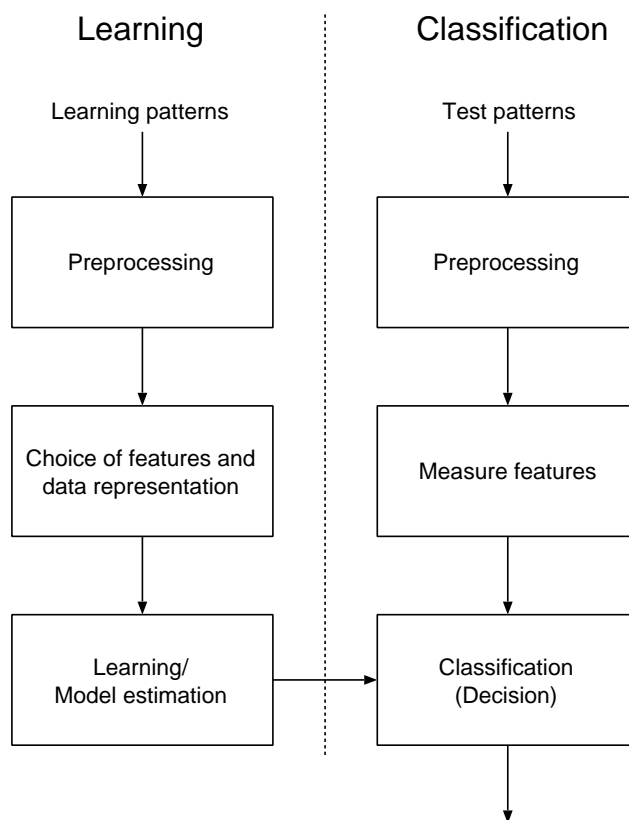 Learning
Classification
Learning patterns
Test patterns
Preprocessing
Preprocessing
Choice of features and
data representation
Measure features
Learning/
Model estimation
Classification
(Decision)